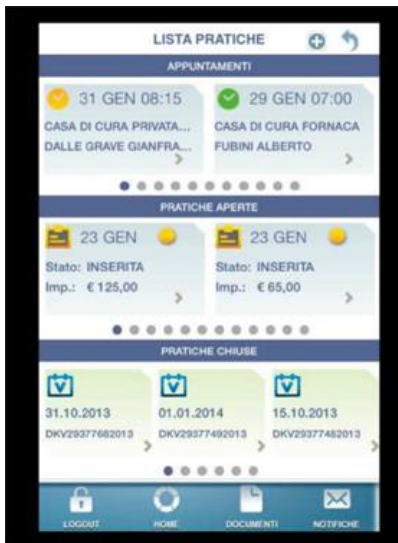 LISTA PRATICHE
APPUNTAMENTI
31 GEN 08:15
CASA DI CURA PRIVATA...
DALLE GRAVE GIANFRA...
29 GEN 07:00
CASA DI CURA FORNACA
FUBINI ALBERTO
PRATICHE APERTE
23 GEN
Stato: INSERITA
Imp.: € 125,00
23 GEN
Stato: INSERITA
Imp.: € 65,00
PRATICHE CHIUSE
31.10.2013
DKV29377682013
01.01.2014
DKV29377492013
15.10.2013
DKV29377482013
LOGOUT
HOME
DOCUMENTI
NOTIFICHE